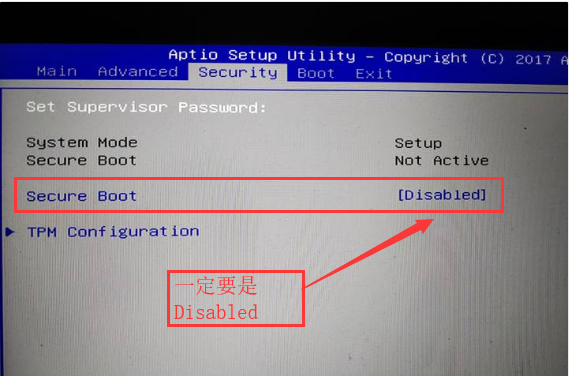 Aptio Setup Utility - Copyright (C) 2017 A
Main Advanced Security Boot Exit
Set Supervisor Password:
System Mode Setup
Secure Boot Not Active
Secure Boot [Disabled]
TPM Configuration
一定要是
Disabled